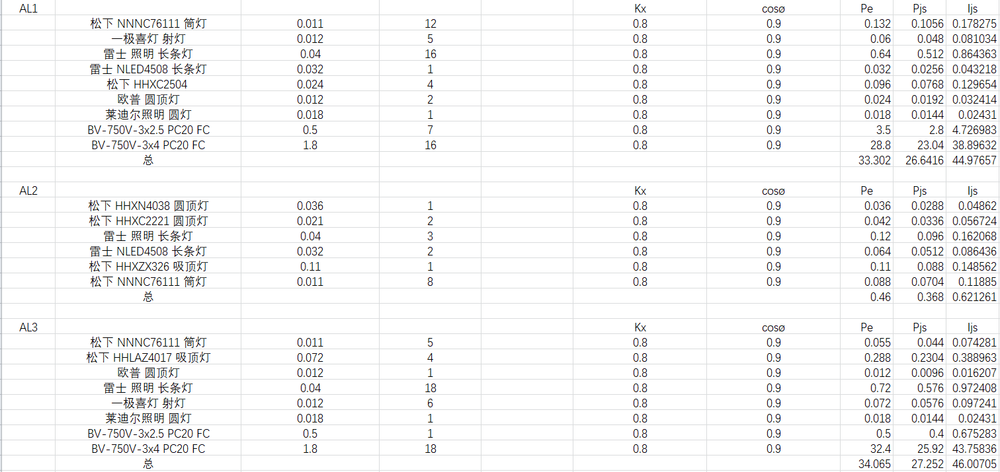 AL1 Kx cosø Pe Pjs Ijs
松下 NNNC76111 筒灯 0.011 12 0.8 0.9 0.132 0.1056 0.178275
一极喜灯 射灯 0.012 5 0.8 0.9 0.06 0.048 0.081034
雷士 照明 长条灯 0.04 16 0.8 0.9 0.64 0.512 0.864363
雷士 NLED4508 长条灯 0.032 1 0.8 0.9 0.032 0.0256 0.043218
松下 HHXC2504 0.024 4 0.8 0.9 0.096 0.0768 0.129654
欧普 圆顶灯 0.012 2 0.8 0.9 0.024 0.0192 0.032414
莱迪尔照明 圆灯 0.018 1 0.8 0.9 0.018 0.0144 0.02431
BV-750V-3x2.5 PC20 FC 0.5 7 0.8 0.9 3.5 2.8 4.726983
BV-750V-3x4 PC20 FC 1.8 16 0.8 0.9 28.8 23.04 38.89632
总 33.302 26.6416 44.97657
AL2 Kx cosø Pe Pjs Ijs
松下 HHXN4038 圆顶灯 0.036 1 0.8 0.9 0.036 0.0288 0.04862
松下 HHXC2221 圆顶灯 0.021 2 0.8 0.9 0.042 0.0336 0.056724
雷士 照明 长条灯 0.04 3 0.8 0.9 0.12 0.096 0.162068
雷士 NLED4508 长条灯 0.032 2 0.8 0.9 0.064 0.0512 0.086436
松下 HHXZX326 吸顶灯 0.11 1 0.8 0.9 0.11 0.088 0.148562
松下 NNNC76111 筒灯 0.011 8 0.8 0.9 0.088 0.0704 0.11885
总 0.46 0.368 0.621261
AL3 Kx cosø Pe Pjs Ijs
松下 NNNC76111 筒灯 0.011 5 0.8 0.9 0.055 0.044 0.074281
松下 HHLAZ4017 吸顶灯 0.072 4 0.8 0.9 0.288 0.2304 0.388963
欧普 圆顶灯 0.012 1 0.8 0.9 0.012 0.0096 0.016207
雷士 照明 长条灯 0.04 18 0.8 0.9 0.72 0.576 0.972408
一极喜灯 射灯 0.012 6 0.8 0.9 0.072 0.0576 0.097241
莱迪尔照明 圆灯 0.018 1 0.8 0.9 0.018 0.0144 0.02431
BV-750V-3x2.5 PC20 FC 0.5 1 0.8 0.9 0.5 0.4 0.675283
BV-750V-3x4 PC20 FC 1.8 18 0.8 0.9 32.4 25.92 43.75836
总 34.065 27.252 46.00705